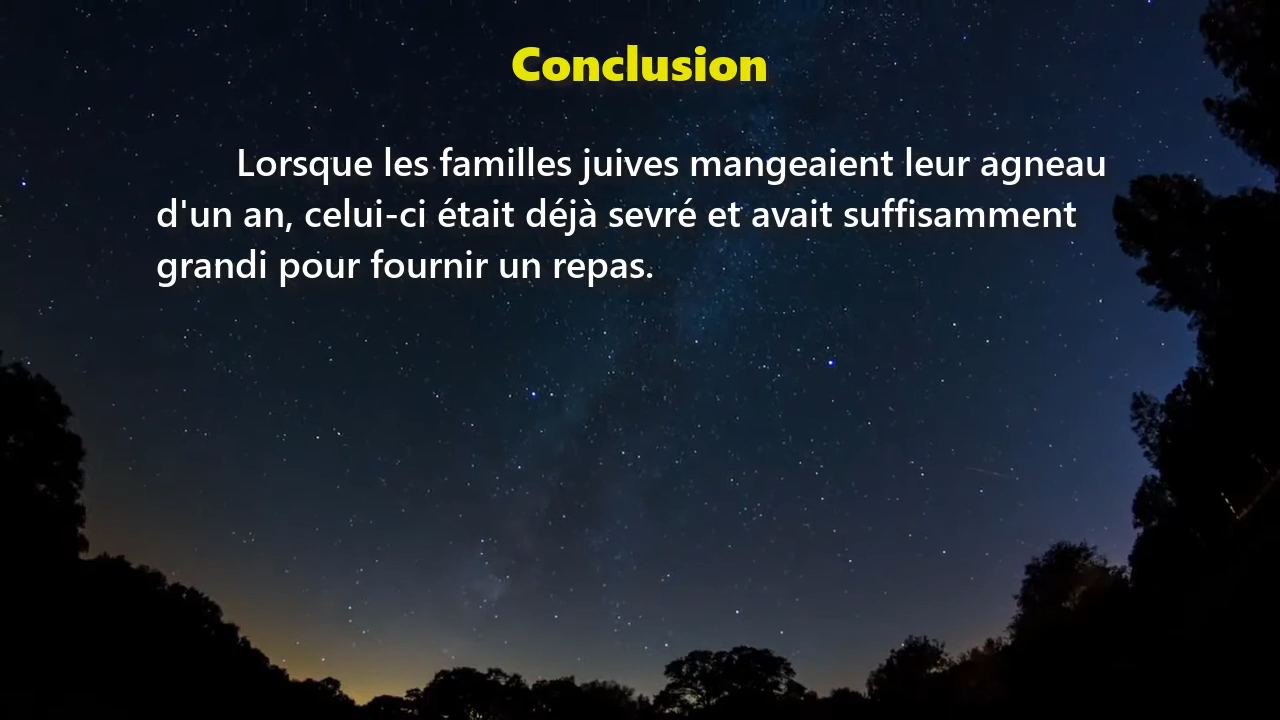 Conclusion
Lorsque les familles juives mangeaient leur agneau
d'un an, celui-ci était déjà sevré et avait suffisamment
grandi pour fournir un repas.